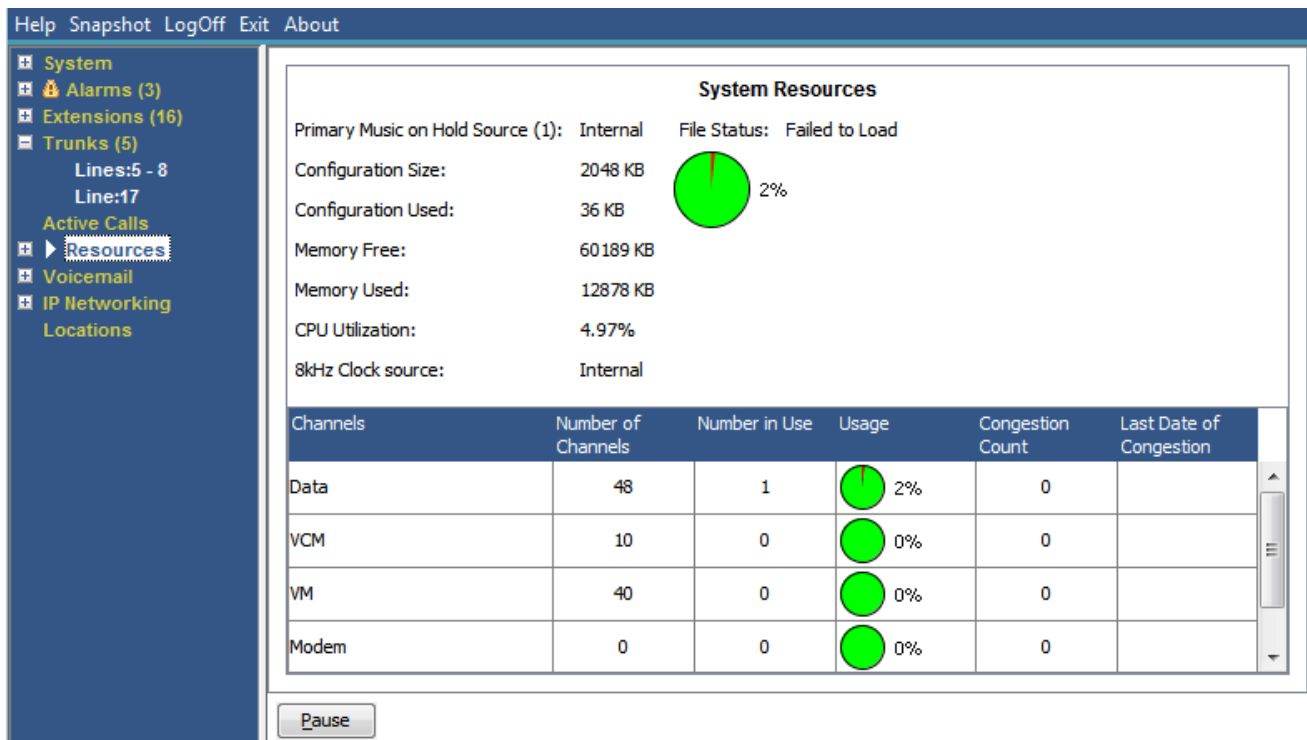 Help Snapshot LogOff Exit About
System
Alarms (3)
Extensions (16)
Trunks (5)
Lines:5 - 8
Line:17
Active Calls
Resources
Voicemail
IP Networking
Locations
System Resources
Primary Music on Hold Source (1): Internal File Status: Failed to Load
Configuration Size: 2048 KB
2%
Configuration Used: 36 KB
Memory Free: 60189 KB
Memory Used: 12878 KB
CPU Utilization: 4.97%
8kHz Clock source: Internal
Channels Number of Channels Number in Use Usage Congestion Count Last Date of Congestion
Data 48 1 2% 0
VCM 10 0 0% 0
VM 40 0 0% 0
Modem 0 0 0% 0
Pause